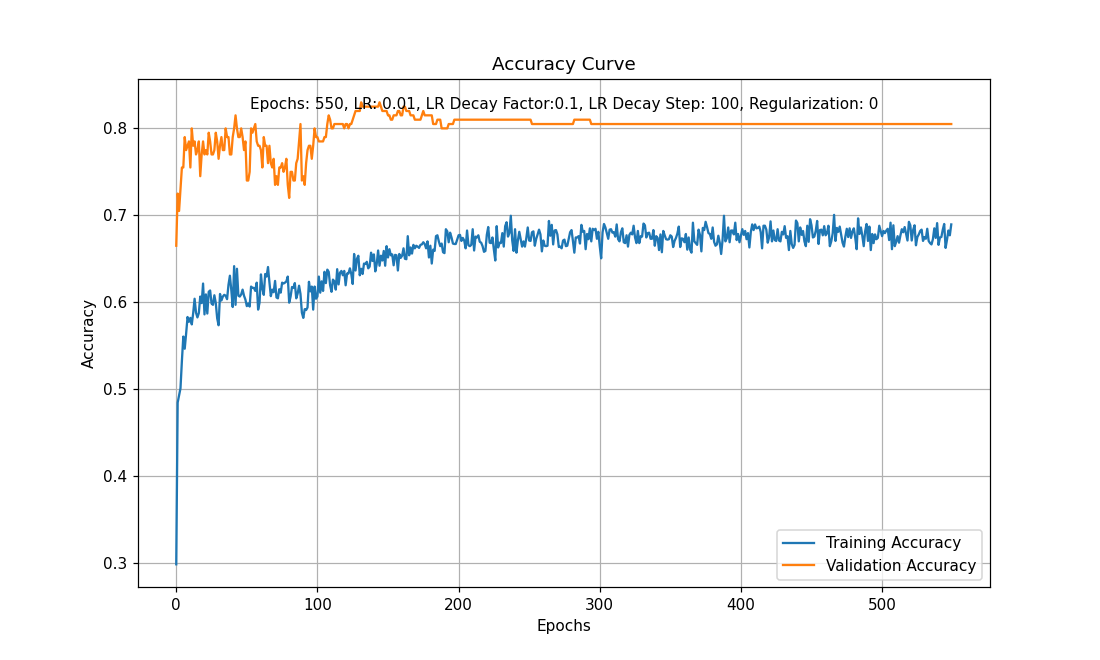 Accuracy Curve
Epochs: 550, LR: 0.01, LR Decay Factor:0.1, LR Decay Step: 100, Regularization: 0
Accuracy
0.8
0.7
0.6
0.5
0.4
0.3
Training Accuracy
Validation Accuracy
0 100 200 300 400 500
Epochs